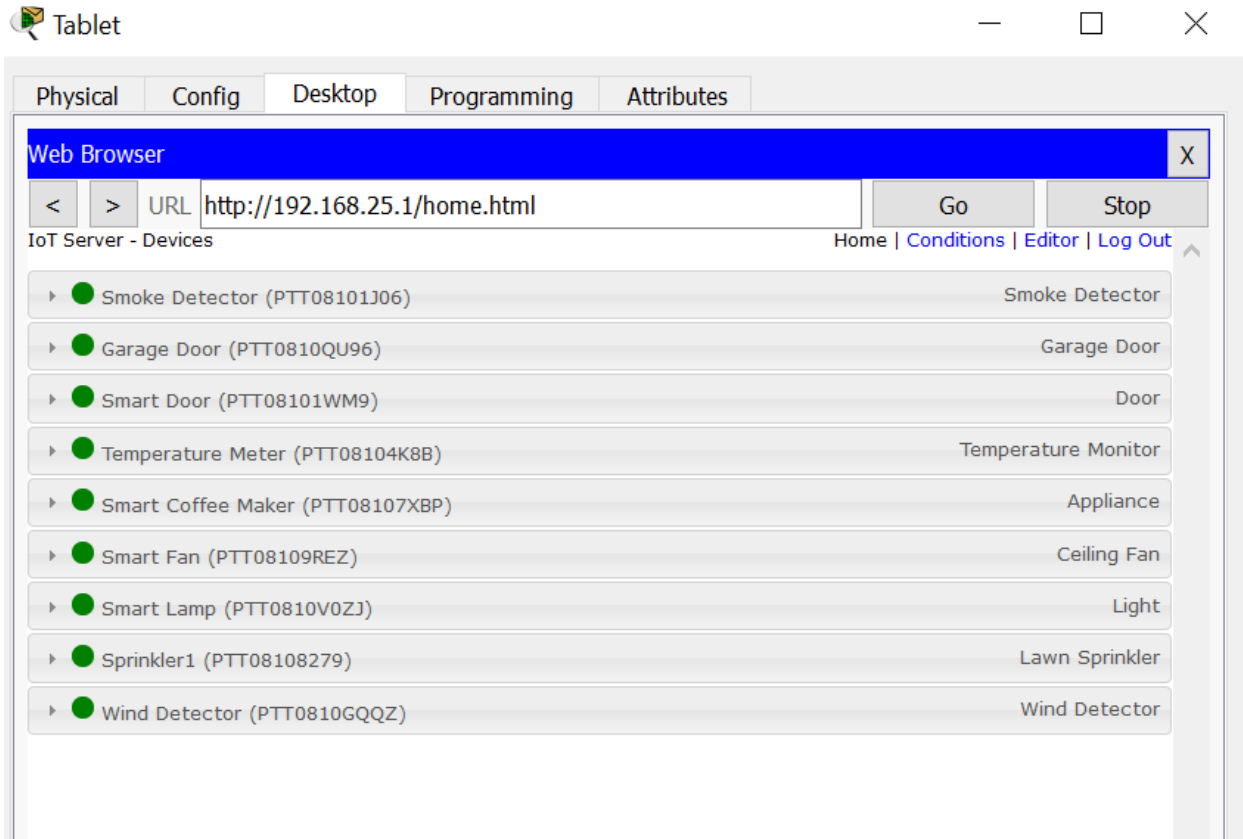 Tablet
Physical Config Desktop Programming Attributes
Web Browser X
< > URL http://192.168.25.1/home.html Go Stop
IoT Server - Devices Home | Conditions | Editor | Log Out
Smoke Detector (PTT08101J06) Smoke Detector
Garage Door (PTT0810QU96) Garage Door
Smart Door (PTT08101WM9) Door
Temperature Meter (PTT08104K8B) Temperature Monitor
Smart Coffee Maker (PTT08107XBP) Appliance
Smart Fan (PTT08109REZ) Ceiling Fan
Smart Lamp (PTT0810V0ZJ) Light
Sprinkler1 (PTT08108279) Lawn Sprinkler
Wind Detector (PTT0810GQQZ) Wind Detector